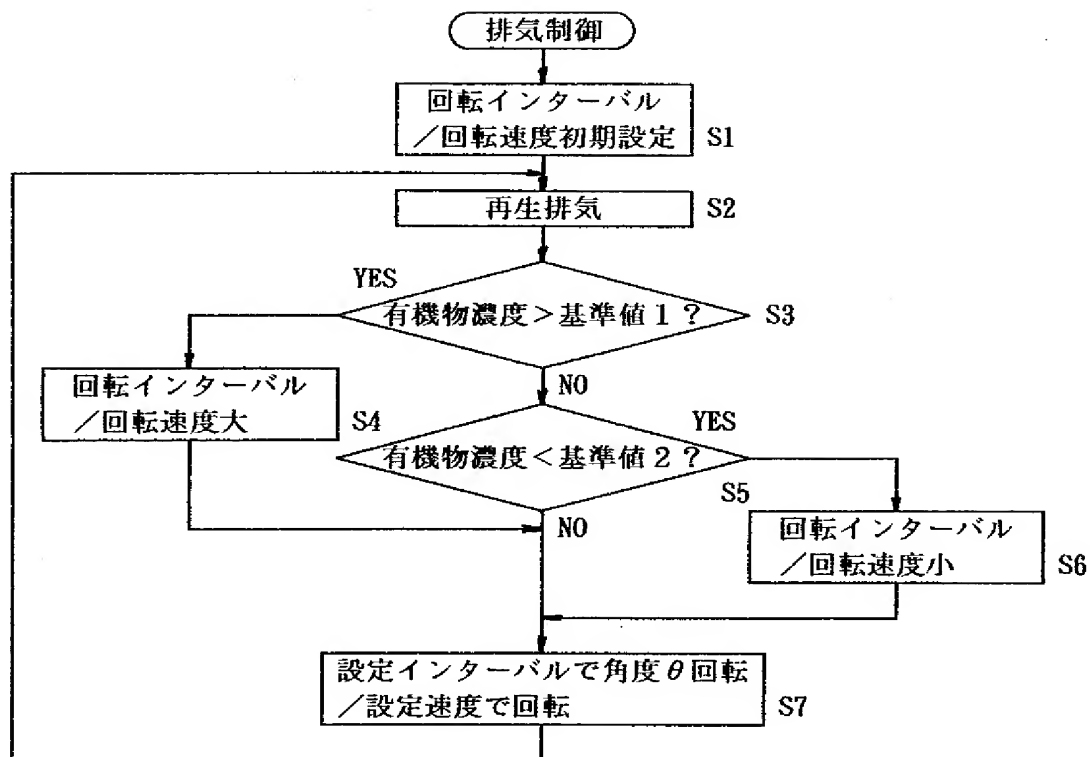 排気制御
回転インターバル
／回転速度初期設定 S1
再生排気 S2
YES
有機物濃度＞基準値１？ S3
NO
回転インターバル
／回転速度大 S4
YES
有機物濃度＜基準値２？
S5
NO
回転インターバル
／回転速度小 S6
設定インターバルで角度θ回転
／設定速度で回転 S7